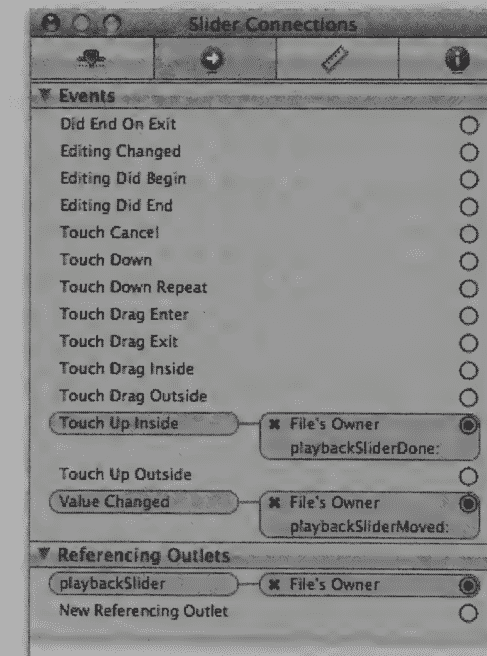 Slider Connections
Events
Did End On Exit
Editing Changed
Editing Did Begin
Editing Did End
Touch Cancel
Touch Down
Touch Down Repeat
Touch Drag Enter
Touch Drag Exit
Touch Drag Inside
Touch Drag Outside
Touch Up Inside ✖ File's Owner
playbackSliderDone:
Touch Up Outside
Value Changed ✖ File's Owner
playbackSliderMoved:
Referencing Outlets
playbackSlider ✖ File's Owner
New Referencing Outlet